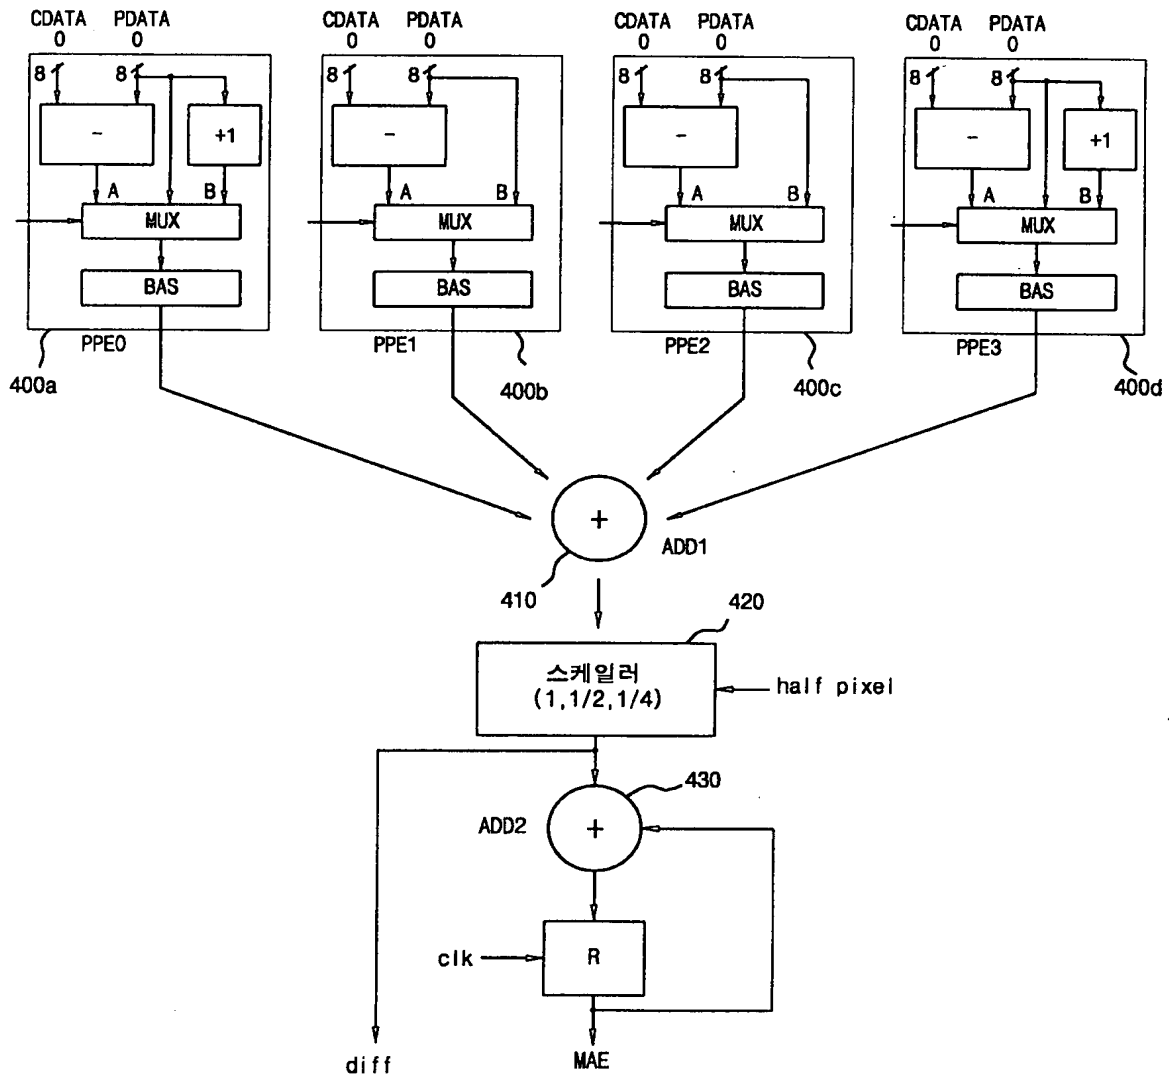 CDATA PDATA CDATA PDATA CDATA PDATA CDATA PDATA
0 0 0 0 0 0 0 0
8 8 8 8 8 8 8 8
- +1 - - - +1
A B A B A B A B
MUX MUX MUX MUX
BAS BAS BAS BAS
PPE0 PPE1 PPE2 PPE3
400a 400b 400c 400d
+
ADD1
410
420
스케일러
(1,1/2,1/4)
half pixel
430
ADD2
+
clk
R
diff
MAE